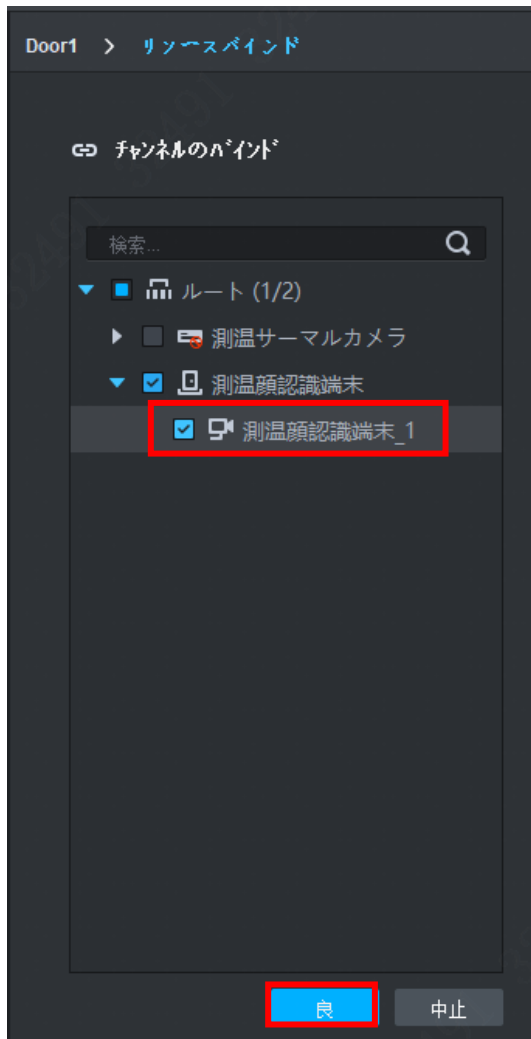 Door1 > リソースバインド
チャンネルのバインド
検索...
ルート (1/2)
測温サーマルカメラ
測温顔認識端末
測温顔認識端末_1
良 中止